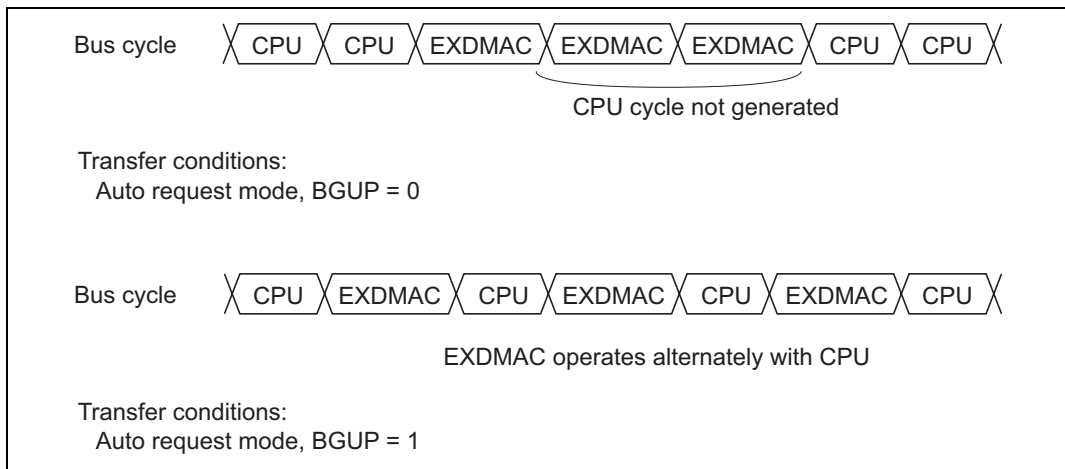 Bus cycle CPU CPU EXDMAC EXDMAC EXDMAC CPU CPU
CPU cycle not generated
Transfer conditions:
Auto request mode, BGUP = 0
Bus cycle CPU EXDMAC CPU EXDMAC CPU EXDMAC CPU
EXDMAC operates alternately with CPU
Transfer conditions:
Auto request mode, BGUP = 1